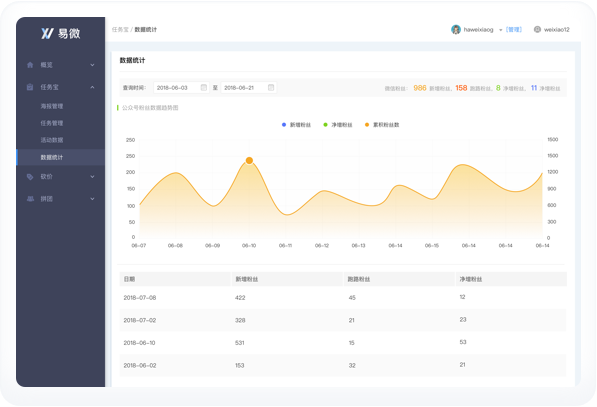 易微
任务宝 / 数据统计
haweixiaog [管理] weixiao12
概览
任务宝
海报管理
任务管理
活动数据
数据统计
砍价
拼团
数据统计
查询时间: 2018-06-03 至 2018-06-21
微信粉丝: 986 新增粉丝, 158 跑路粉丝, 8 净增粉丝, 11 净增粉丝
公众号粉丝数据趋势图
新增粉丝 净增粉丝 累积粉丝数
250 1500
250 1500
200 1200
150 900
100 600
50 300
0 0
06-07 06-08 06-09 06-10 06-11 06-12 06-13 06-14 06-15 06-14 06-14 06-14
日期 新增粉丝 跑路粉丝 净增粉丝
2018-07-08 422 45 12
2018-07-02 328 21 23
2018-06-10 531 15 53
2018-06-02 153 32 21